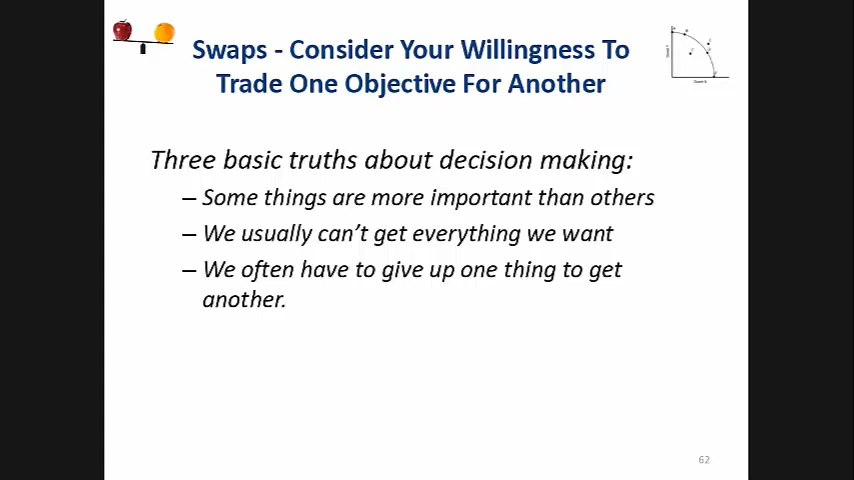 Swaps - Consider Your Willingness To
Trade One Objective For Another
Three basic truths about decision making:
– Some things are more important than others
– We usually can't get everything we want
– We often have to give up one thing to get
another.
62